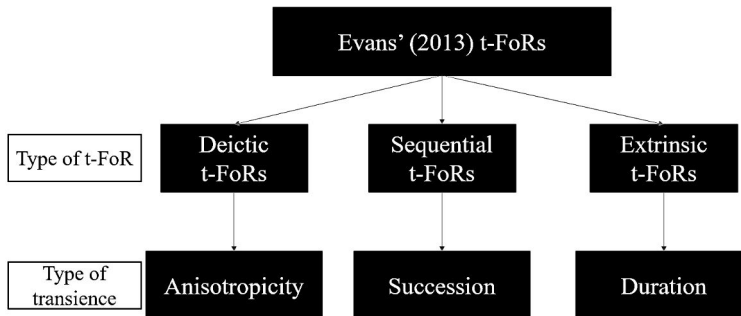 Evans’ (2013) t-FoRs
Type of t-FoR
Deictic
t-FoRs
Sequential
t-FoRs
Extrinsic
t-FoRs
Type of
transience
Anisotropicity
Succession
Duration